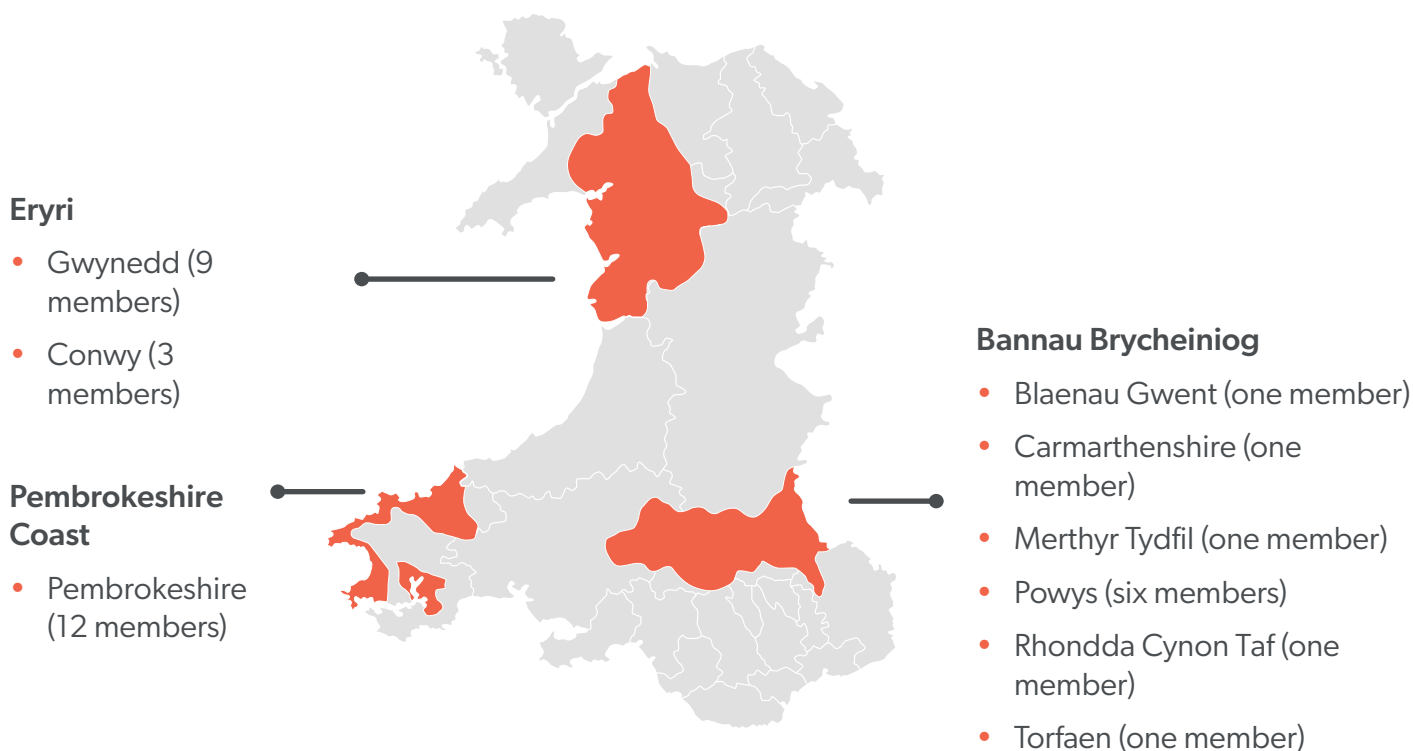 Eryri
• Gwynedd (9
members)
• Conwy (3
members)
Pembrokeshire
Coast
• Pembrokeshire
(12 members)
Bannau Brycheiniog
• Blaenau Gwent (one member)
• Carmarthenshire (one
member)
• Merthyr Tydfil (one member)
• Powys (six members)
• Rhondda Cynon Taf (one
member)
• Torfaen (one member)